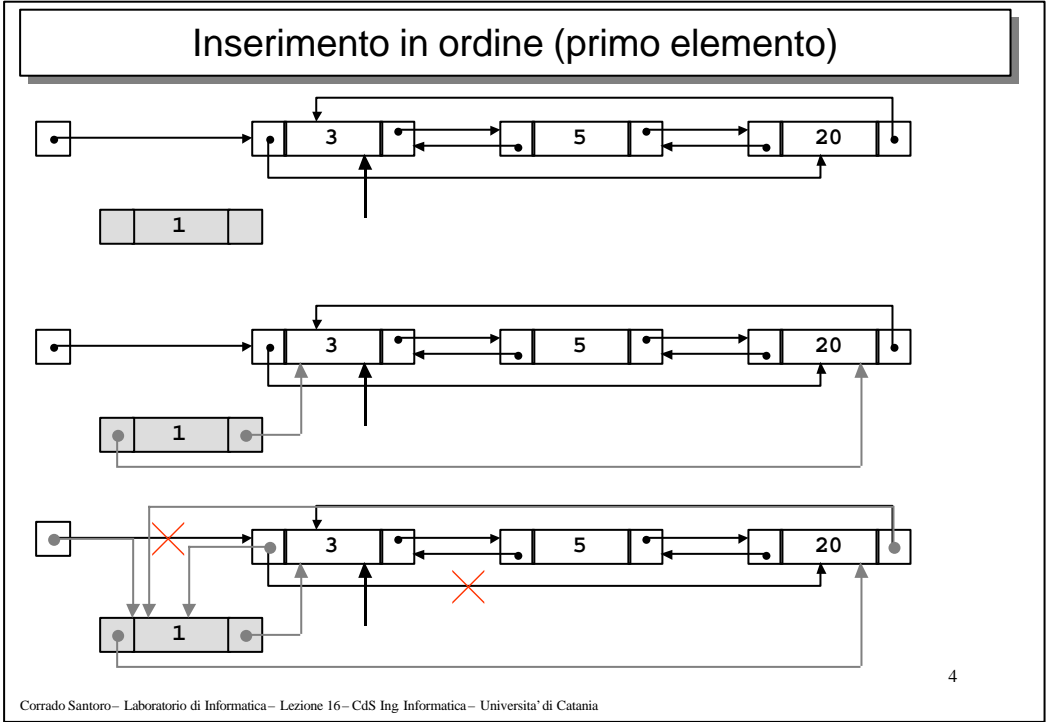 Inserimento in ordine (primo elemento)
3 5 20
1
3 5 20
1
3 5 20
1
4
Corrado Santoro– Laboratorio di Informatica– Lezione 16– CdS Ing. Informatica– Universita' di Catania